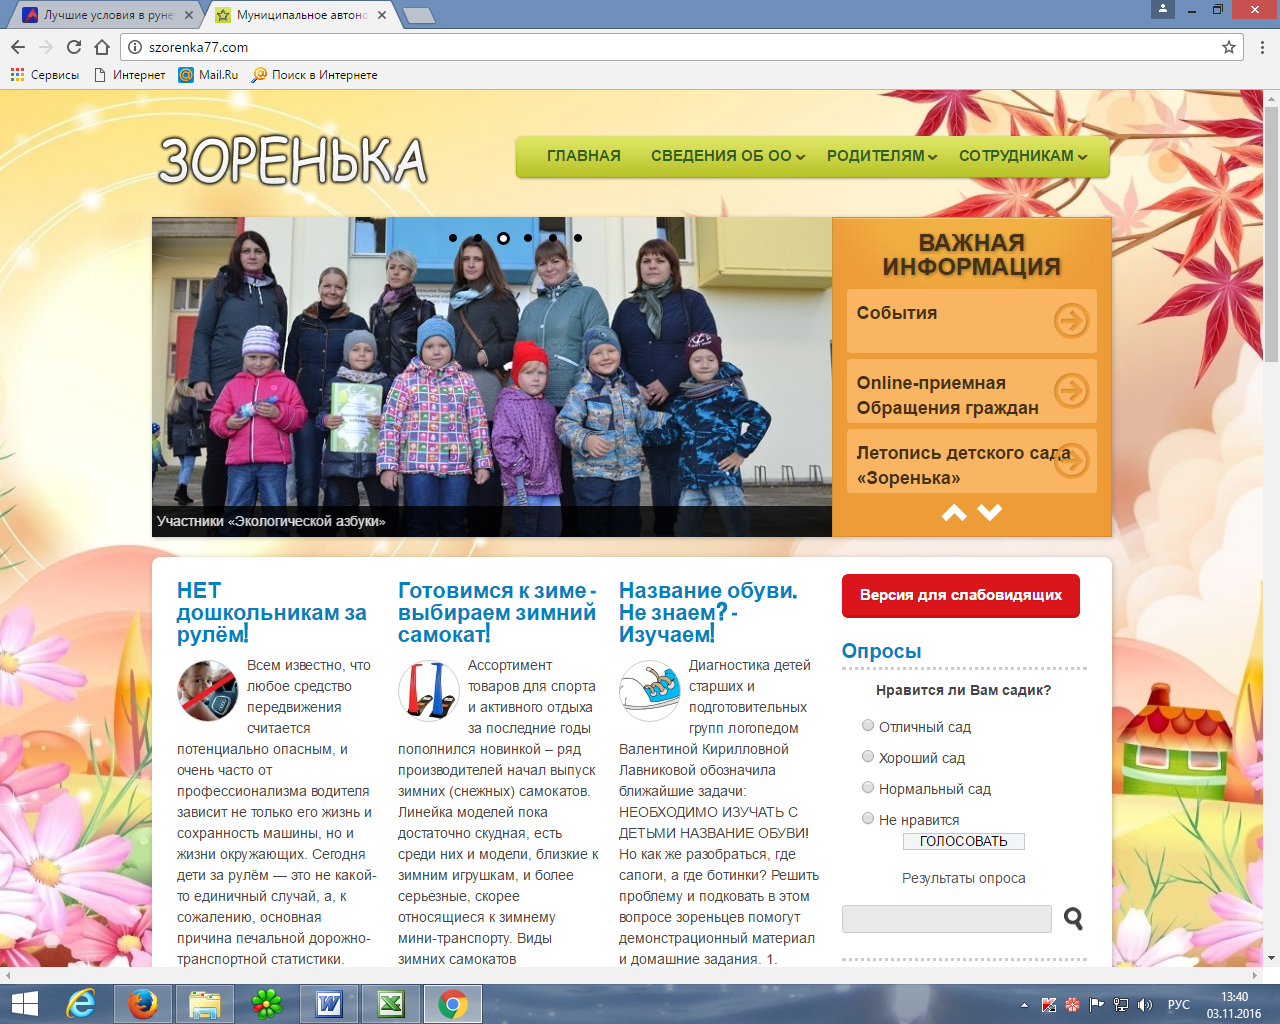 Лучшие условия в руне
Муниципальное автоно
szorenka77.com
Сервисы
Интернет
Mail.Ru
Поиск в Интернете
ЗОРЕНЬКА
ГЛАВНАЯ
СВЕДЕНИЯ ОБ ОО
РОДИТЕЛЯМ
СОТРУДНИКАМ
Участники «Экологической азбуки»
ВАЖНАЯ
ИНФОРМАЦИЯ
События
Online-приемная
Обращения граждан
Летопись детского сада
«Зоренька»
НЕТ
дошкольникам за
рулём!
Всем известно, что
любое средство
передвижения
считается
потенциально опасным, и
очень часто от
профессионализма водителя
зависит не только его жизнь и
сохранность машины, но и
жизни окружающих. Сегодня
дети за рулём — это не какой-
то единичный случай, а, к
сожалению, основная
причина печальной дорожно-
транспортной статистики.
Готовимся к зиме -
выбираем зимний
самокат!
Ассортимент
товаров для спорта
и активного отдыха
за последние годы
пополнился новинкой – ряд
производителей начал выпуск
зимних (снежных) самокатов.
Линейка моделей пока
достаточно скудная, есть
среди них и модели, близкие к
зимним игрушкам, и более
серьезные, скорее
относящиеся к зимнему
мини-транспорту. Виды
зимних самокатов
Название обуви.
Не знаем? -
Изучаем!
Диагностика детей
старших и
подготовительных
групп логопедом
Валентиной Кирилловной
Лавниковой обозначила
ближайшие задачи:
НЕОБХОДИМО ИЗУЧАТЬ С
ДЕТЬМИ НАЗВАНИЕ ОБУВИ!
Но как же разобраться, где
сапоги, а где ботинки? Решить
проблему и подковать в этом
вопросе зореньцев помогут
демонстрационный материал
и домашние задания. 1.
Версия для слабовидящих
Опросы
Нравится ли Вам садик?
Отличный сад
Хороший сад
Нормальный сад
Не нравится
ГОЛОСОВАТЬ
Результаты опроса
РУС
13:40
03.11.2016